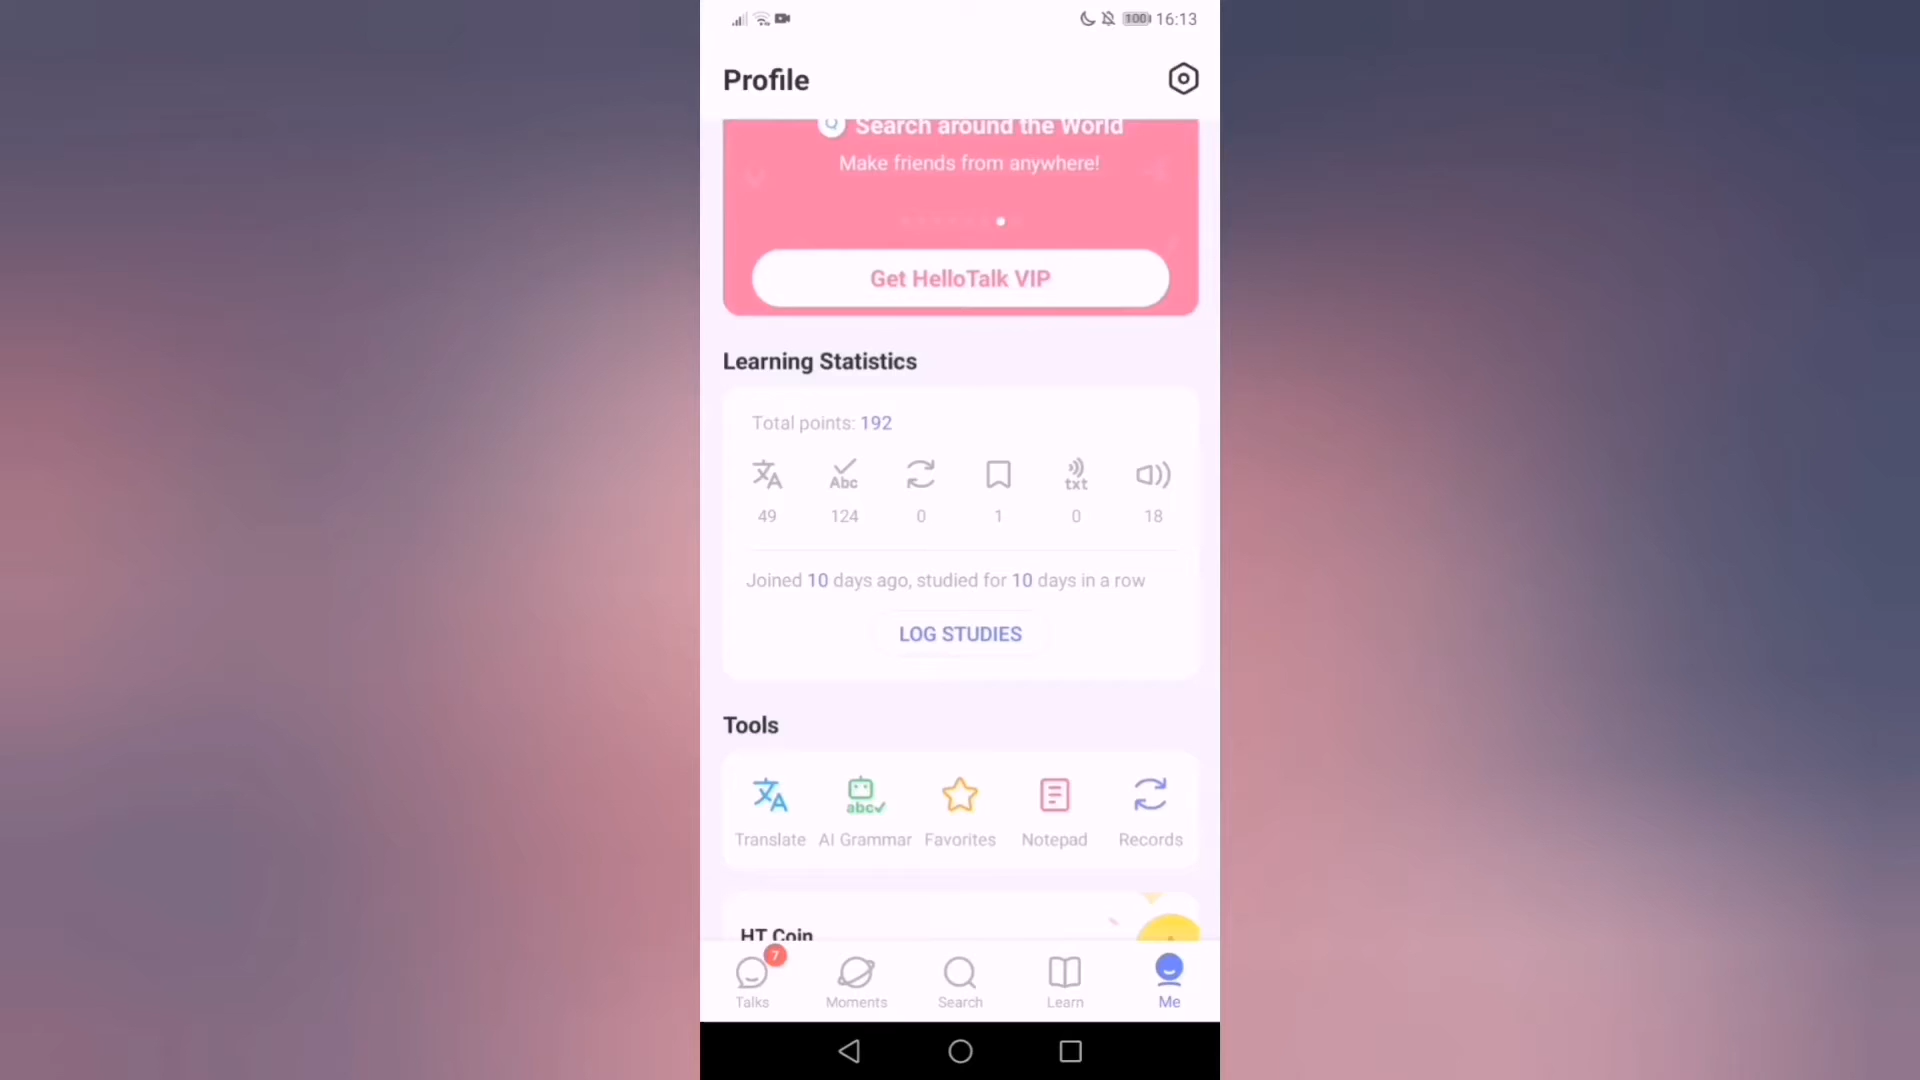 100 16:13
Profile
Search around the World
Make friends from anywhere!
Get HelloTalk VIP
Learning Statistics
Total points: 192
Abc txt
49 124 0 1 0 18
Joined 10 days ago, studied for 10 days in a row
LOG STUDIES
Tools
abc
Translate AI Grammar Favorites Notepad Records
HT Coin
7
Talks Moments Search Learn Me